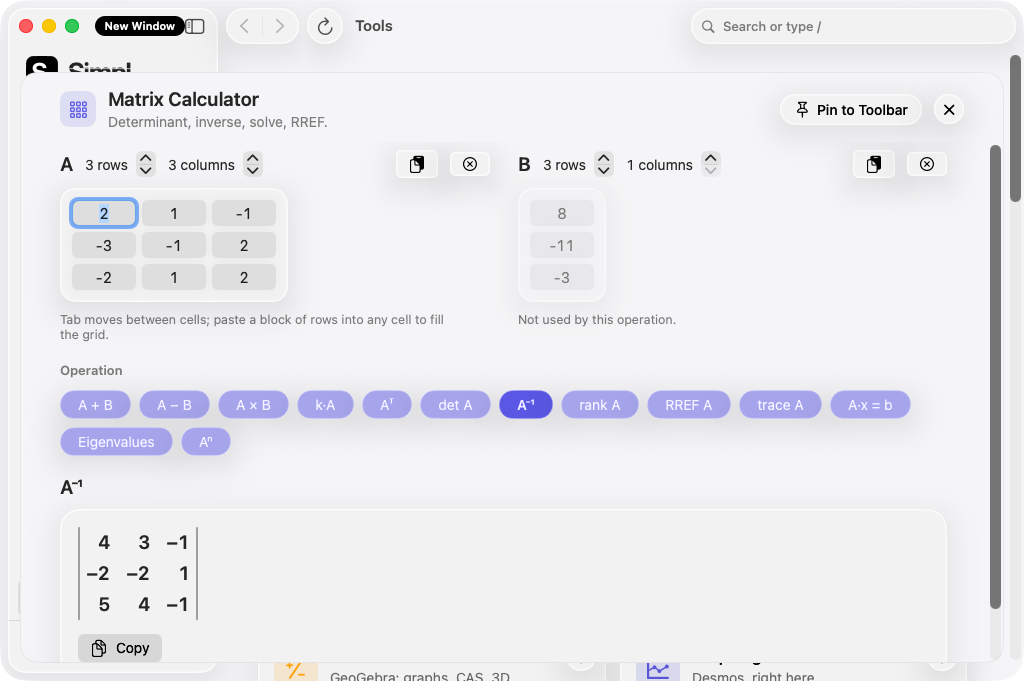 New Window
Tools
Search or type /
Matrix Calculator
Determinant, inverse, solve, RREF.
Pin to Toolbar
A 3 rows 3 columns
B 3 rows 1 columns
2 1 -1
-3 -1 2
-2 1 2
8
-11
-3
Tab moves between cells; paste a block of rows into any cell to fill
the grid.
Not used by this operation.
Operation
A + B A − B A × B k·A Aᵀ det A A⁻¹ rank A RREF A trace A A·x = b
Eigenvalues Aⁿ
A⁻¹
4 3 −1
−2 −2 1
5 4 −1
Copy
GeoGebra: graphs, CAS, 3D
Desmos, right here